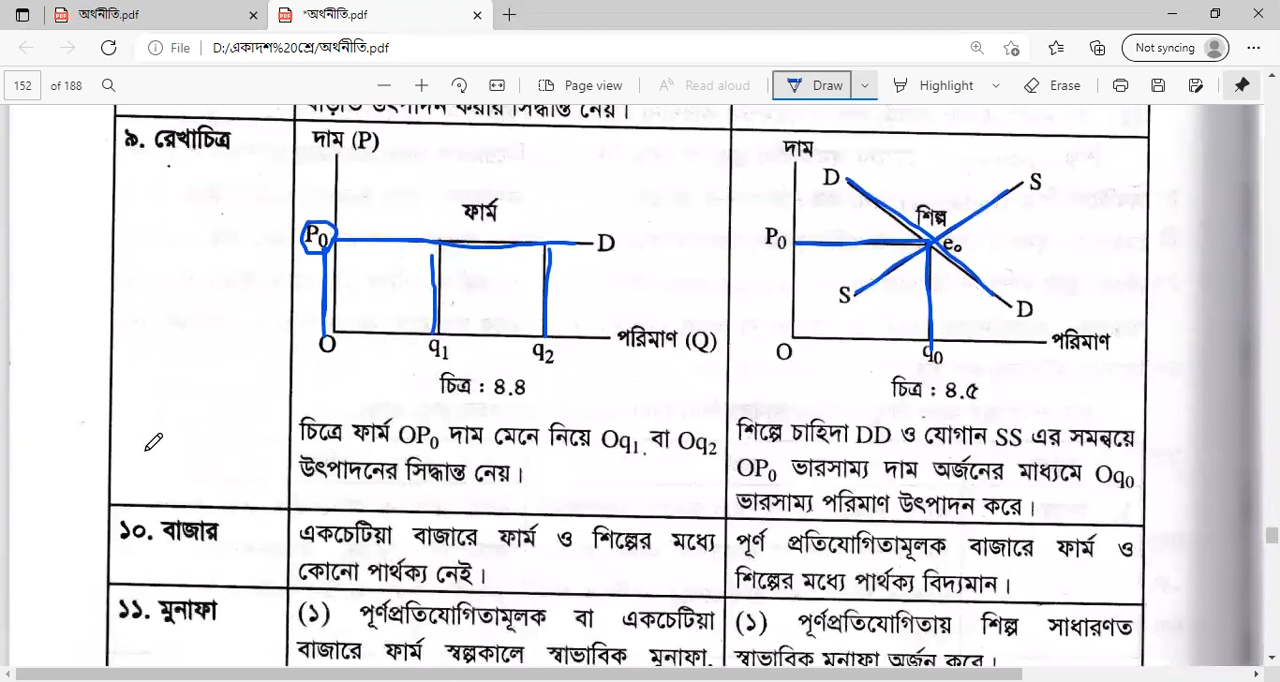 অর্থনীতি.pdf
*অর্থনীতি.pdf
File D:/একাদশ%20শ্রে/অর্থনীতি.pdf
Not syncing
152 of 188
Page view
Read aloud
Draw
Highlight
Erase
বাড়তি উৎপাদন করার সিদ্ধান্ত নেয়।
৯. রেখাচিত্র
দাম (P)
ফার্ম
P0
D
O
q1
q2
পরিমাণ (Q)
চিত্র : ৪.৪
চিত্রে ফার্ম OP0 দাম মেনে নিয়ে Oq1 বা Oq2
উৎপাদনের সিদ্ধান্ত নেয়।
দাম
D
S
শিল্প
P0
e0
S
D
O
q0
পরিমাণ
চিত্র : ৪.৫
শিল্পে চাহিদা DD ও যোগান SS এর সমন্বয়ে
OP0 ভারসাম্য দাম অর্জনের মাধ্যমে Oq0
ভারসাম্য পরিমাণ উৎপাদন করে।
১০. বাজার
একচেটিয়া বাজারে ফার্ম ও শিল্পের মধ্যে
কোনো পার্থক্য নেই।
পূর্ণ প্রতিযোগিতামূলক বাজারে ফার্ম ও
শিল্পের মধ্যে পার্থক্য বিদ্যমান।
১১. মুনাফা
(১) পূর্ণপ্রতিযোগিতামূলক বা একচেটিয়া
বাজারে ফার্ম স্বল্পকালে স্বাভাবিক মুনাফা,
(১) পূর্ণপ্রতিযোগিতায় শিল্প সাধারণত
স্বাভাবিক মুনাফা অর্জন করে।